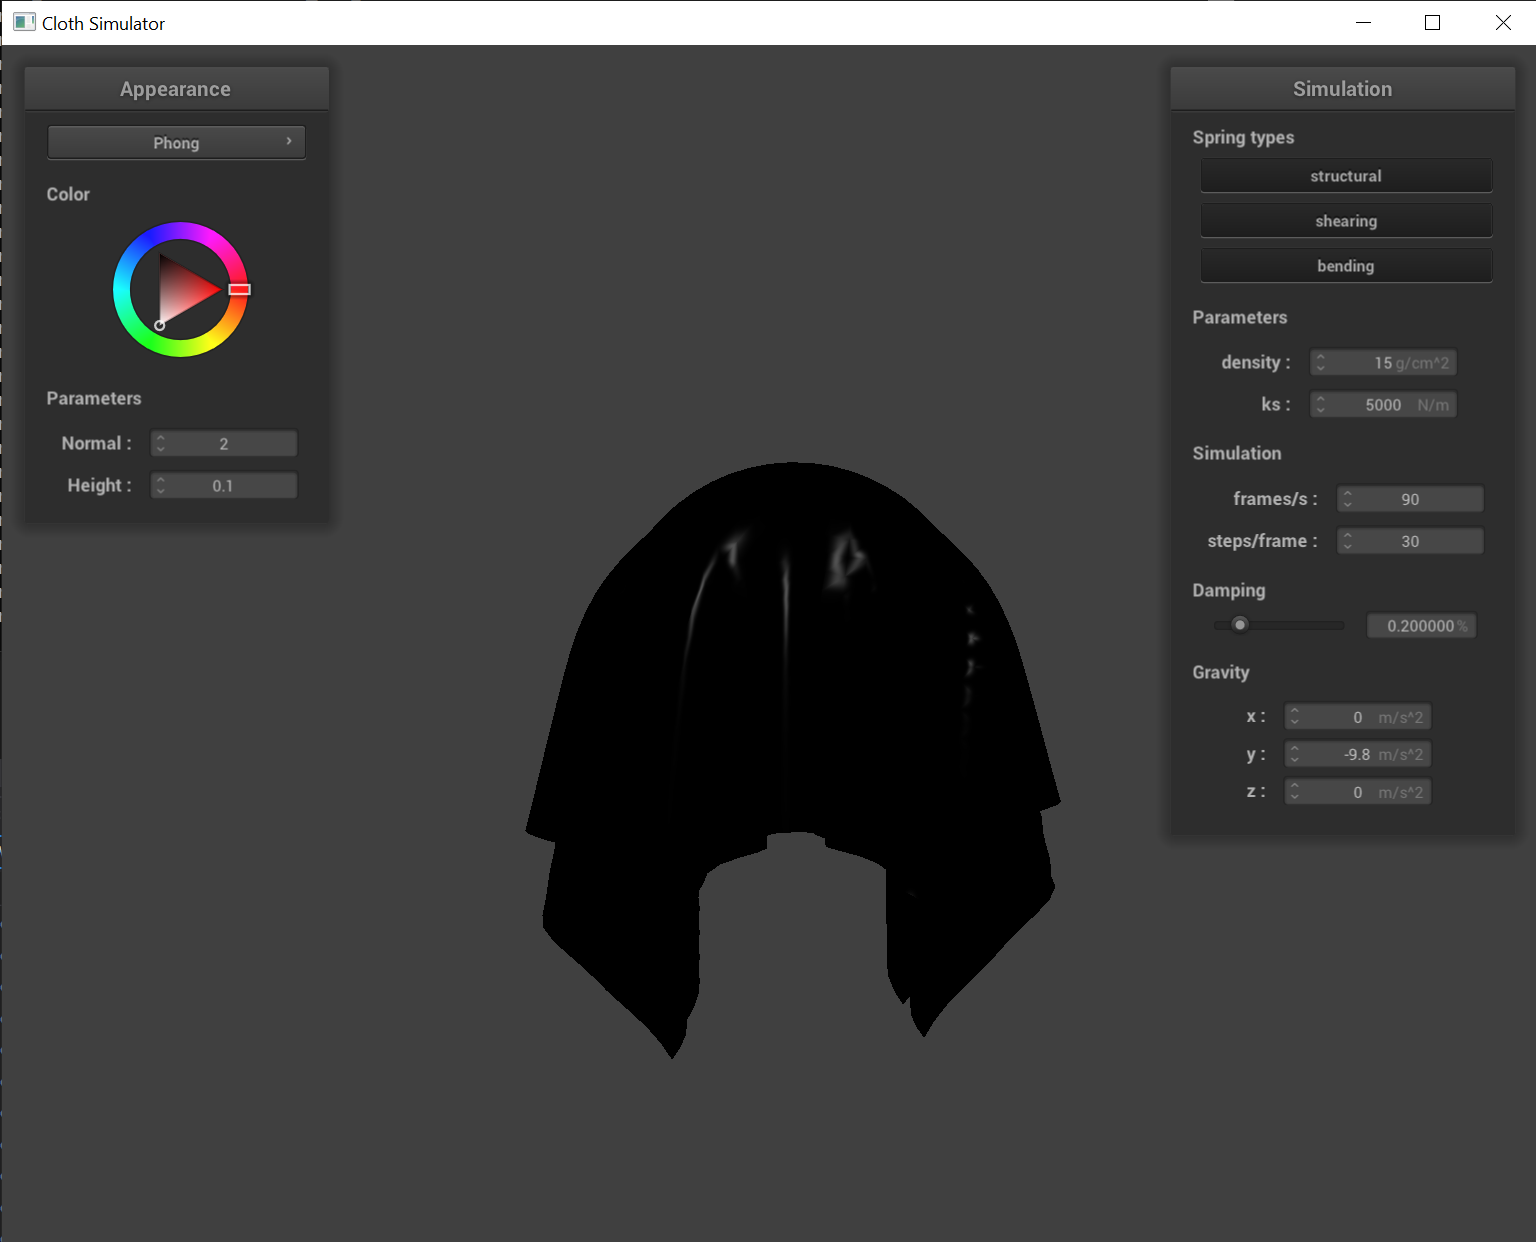 Cloth Simulator
Appearance
Phong
Color
Parameters
Normal : 2
Height : 0.1
Simulation
Spring types
structural
shearing
bending
Parameters
density : 15 g/cm^2
ks : 5000 N/m
Simulation
frames/s : 90
steps/frame : 30
Damping
0.200000 %
Gravity
x : 0 m/s^2
y : -9.8 m/s^2
z : 0 m/s^2